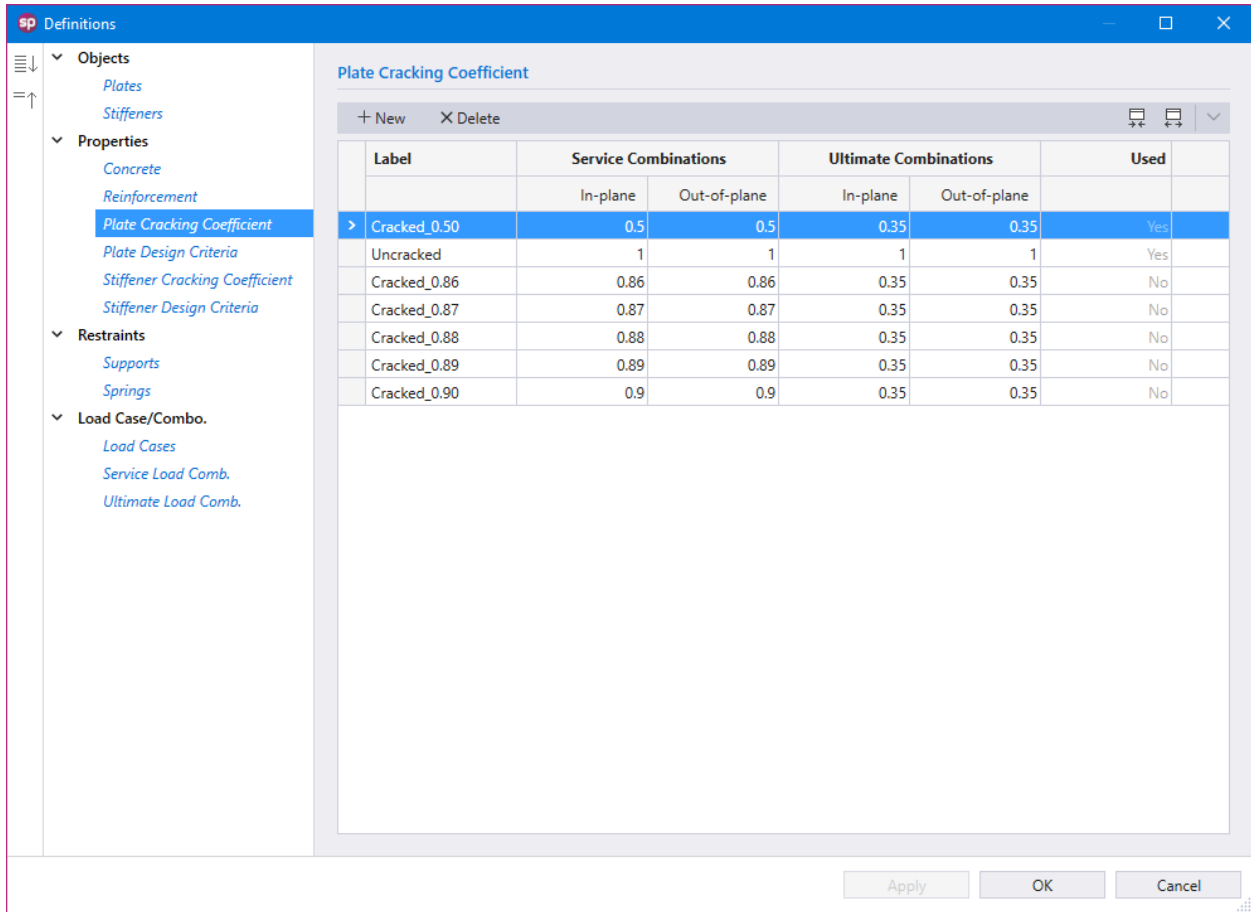 sp Definitions
Objects
Plates
Stiffeners
Properties
Concrete
Reinforcement
Plate Cracking Coefficient
Plate Design Criteria
Stiffener Cracking Coefficient
Stiffener Design Criteria
Restraints
Supports
Springs
Load Case/Combo.
Load Cases
Service Load Comb.
Ultimate Load Comb.
Plate Cracking Coefficient
New Delete
Label Service Combinations Ultimate Combinations Used
In-plane Out-of-plane In-plane Out-of-plane
Cracked_0.50 0.5 0.5 0.35 0.35 Yes
Uncracked 1 1 1 1 Yes
Cracked_0.86 0.86 0.86 0.35 0.35 No
Cracked_0.87 0.87 0.87 0.35 0.35 No
Cracked_0.88 0.88 0.88 0.35 0.35 No
Cracked_0.89 0.89 0.89 0.35 0.35 No
Cracked_0.90 0.9 0.9 0.35 0.35 No
Apply OK Cancel